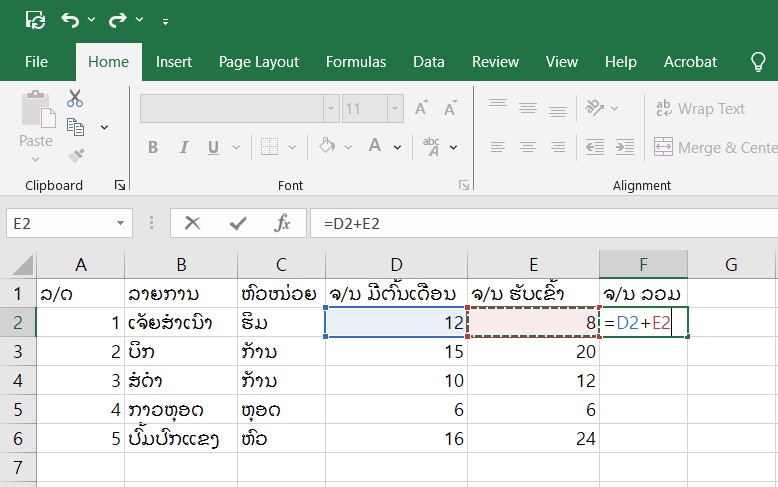 File Home Insert Page Layout Formulas Data Review View Help Acrobat
11 A A ab Wrap Text
Paste B I U A abc A Merge & Cente
Clipboard Font Alignment
E2 fx =D2+E2
A B C D E F G
1 ລ/ດ ລາຍການ ຫົວໜ່ວຍ ຈ/ນ ມີຕົ້ນເດືອນ ຈ/ນ ຮັບເຂົ້າ ຈ/ນ ລວມ
2 1 ເຈັ້ຍສຳເນົາ ຮິມ 12 8 =D2+E2
3 2 ບິກ ກ້ານ 15 20
4 3 ສໍດຳ ກ້ານ 10 12
5 4 ກາວຫຼອດ ຫຼອດ 6 6
6 5 ປຶ້ມປົກແຂງ ຫົວ 16 24
7